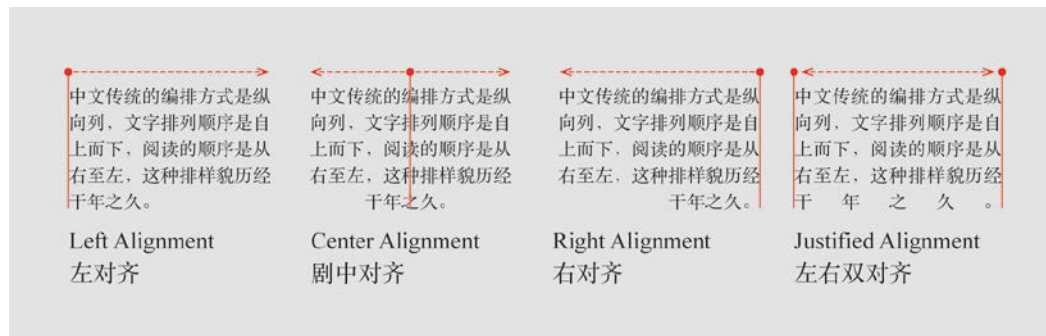 中文传统的编排方式是纵
向列，文字排列顺序是自
上而下，阅读的顺序是从
右至左，这种排样貌历经
干年之久。
Left Alignment
左对齐
中文传统的编排方式是纵
向列，文字排列顺序是自
上而下，阅读的顺序是从
右至左，这种排样貌历经
干年之久。
Center Alignment
剧中对齐
中文传统的编排方式是纵
向列，文字排列顺序是自
上而下，阅读的顺序是从
右至左，这种排样貌历经
干年之久。
Right Alignment
右对齐
中文传统的编排方式是纵
向列，文字排列顺序是自
上而下，阅读的顺序是从
右至左，这种排样貌历经
干年之久。
Justified Alignment
左右双对齐